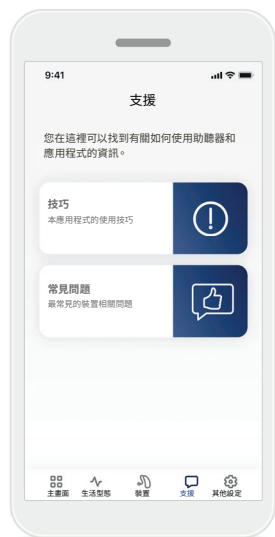 9:41
支援
您在這裡可以找到有關如何使用助聽器和
應用程式的資訊。
技巧
本應用程式的使用技巧
常見問題
最常見的裝置相關問題
主畫面 生活型態 裝置 支援 其他設定